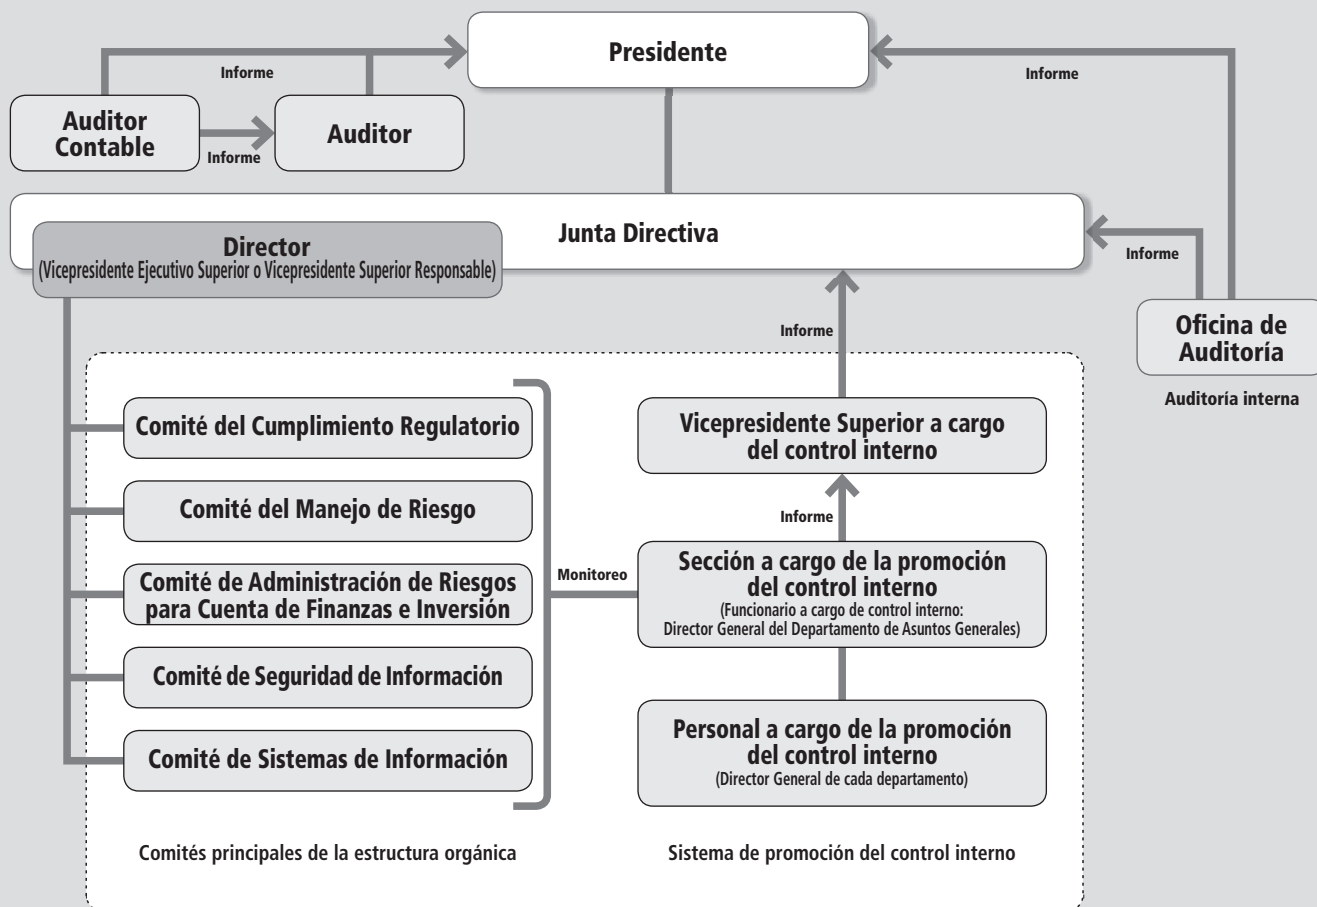 Presidente
Informe
Informe
Auditor
Contable
Informe
Auditor
Junta Directiva
Director
(Vicepresidente Ejecutivo Superior o Vicepresidente Superior Responsable)
Informe
Oficina de
Auditoría
Auditoría interna
Informe
Comité del Cumplimiento Regulatorio
Comité del Manejo de Riesgo
Comité de Administración de Riesgos
para Cuenta de Finanzas e Inversión
Comité de Seguridad de Información
Comité de Sistemas de Información
Comités principales de la estructura orgánica
Monitoreo
Vicepresidente Superior a cargo
del control interno
Informe
Sección a cargo de la promoción
del control interno
(Funcionario a cargo de control interno:
Director General del Departamento de Asuntos Generales)
Personal a cargo de la promoción
del control interno
(Director General de cada departamento)
Sistema de promoción del control interno